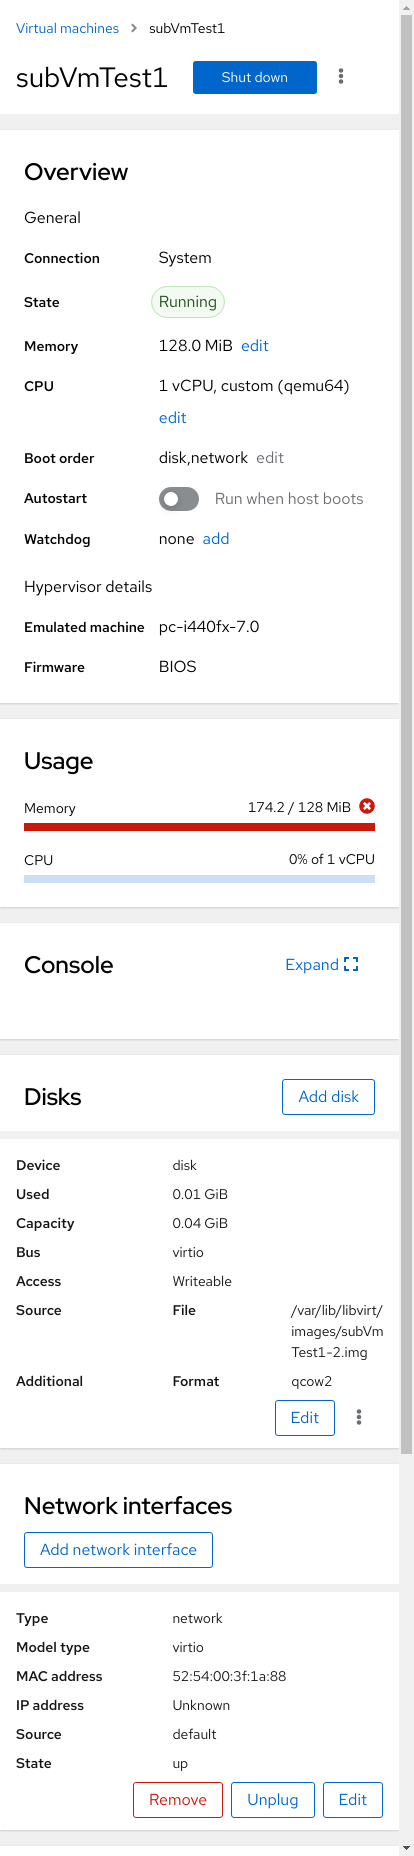 Virtual machines > subVmTest1
subVmTest1 Shut down
Overview
General
Connection System
State Running
Memory 128.0 MiB edit
CPU 1 vCPU, custom (qemu64)
edit
Boot order disk,network edit
Autostart Run when host boots
Watchdog none add
Hypervisor details
Emulated machine pc-i440fx-7.0
Firmware BIOS
Usage
Memory 174.2 / 128 MiB
CPU 0% of 1 vCPU
Console Expand
Disks Add disk
Device disk
Used 0.01 GiB
Capacity 0.04 GiB
Bus virtio
Access Writeable
Source File /var/lib/libvirt/
images/subVm
Test1-2.img
Additional Format qcow2
Edit
Network interfaces
Add network interface
Type network
Model type virtio
MAC address 52:54:00:3f:1a:88
IP address Unknown
Source default
State up
Remove Unplug Edit